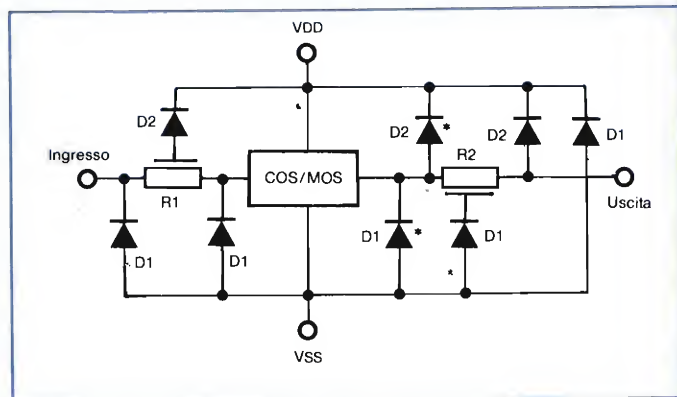 VDD
D2
D2 *
D2
D1
Ingresso
R1
COS/MOS
R2
Uscita
D1
D1
D1 *
D1
*
VSS